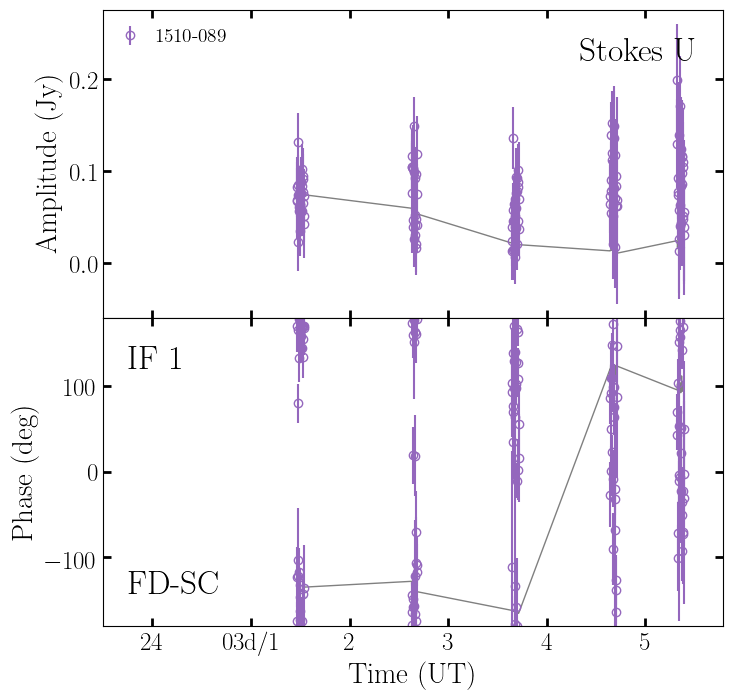 1510-089
Stokes U
Amplitude (Jy)
0.2
0.1
0.0
IF 1
FD-SC
Phase (deg)
100
0
−100
24
03d/1
2
3
4
5
Time (UT)